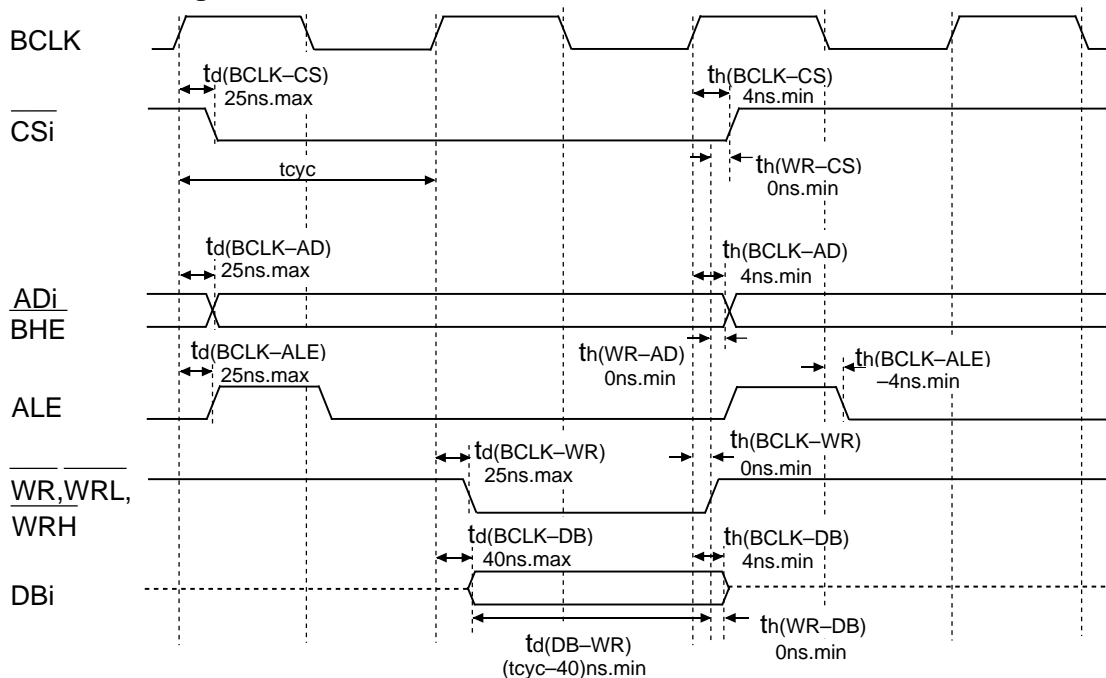 BCLK
td(BCLK–CS)
25ns.max
th(BCLK–CS)
4ns.min
CSi
tcyc
th(WR–CS)
0ns.min
td(BCLK–AD)
25ns.max
th(BCLK–AD)
4ns.min
ADi
BHE
td(BCLK–ALE)
25ns.max
th(WR–AD)
0ns.min
th(BCLK–ALE)
–4ns.min
ALE
td(BCLK–WR)
25ns.max
th(BCLK–WR)
0ns.min
WR,WRL,
WRH
td(BCLK–DB)
40ns.max
th(BCLK–DB)
4ns.min
DBi
td(DB–WR)
(tcyc–40)ns.min
th(WR–DB)
0ns.min